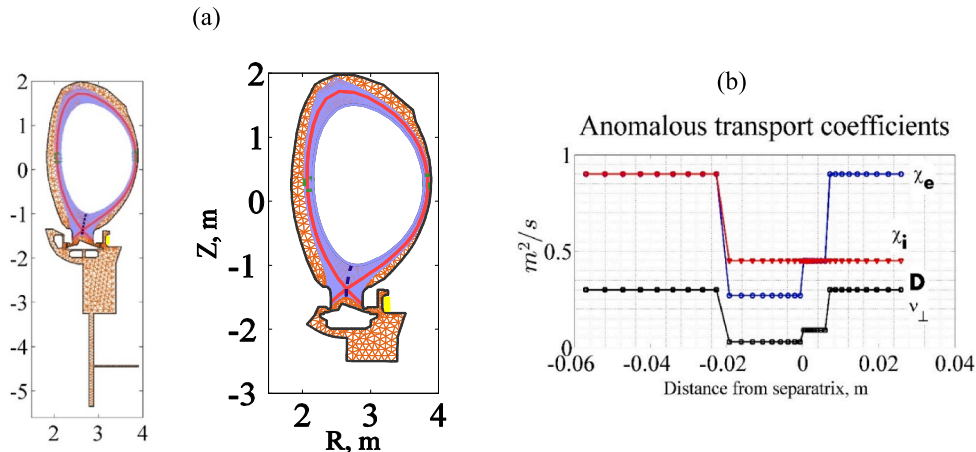 (a)
2
1
0
-1
-2
-3
-4
-5
2 3 4
Z, m
2
1
0
-1
-2
-3
2 3 4
R, m
(b)
Anomalous transport coefficients
m²/s
1
0.5
0
χe
χi
D
ν⊥
-0.06 -0.04 -0.02 0 0.02 0.04
Distance from separatrix, m